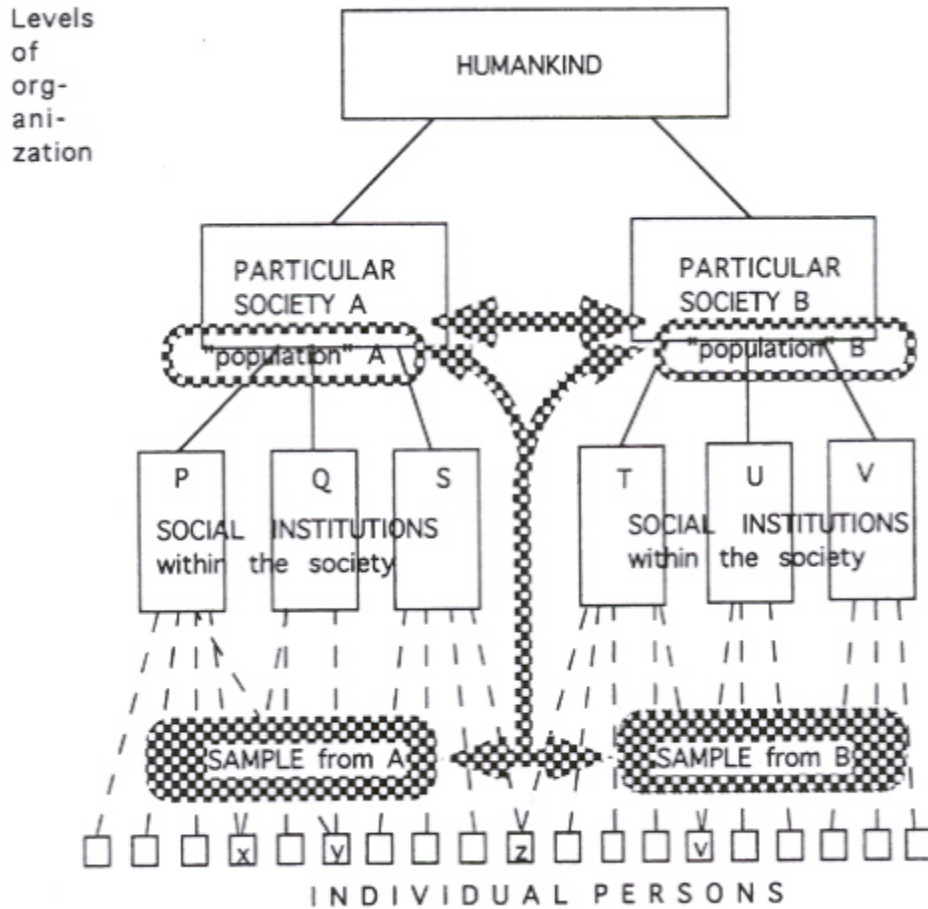 Levels
of
org-
ani-
zation
HUMANKIND
PARTICULAR
SOCIETY A
"population" A
PARTICULAR
SOCIETY B
"population" B
P Q S
SOCIAL INSTITUTIONS
within the society
T U V
SOCIAL INSTITUTIONS
within the society
SAMPLE from A
SAMPLE from B
x y z v
INDIVIDUAL PERSONS